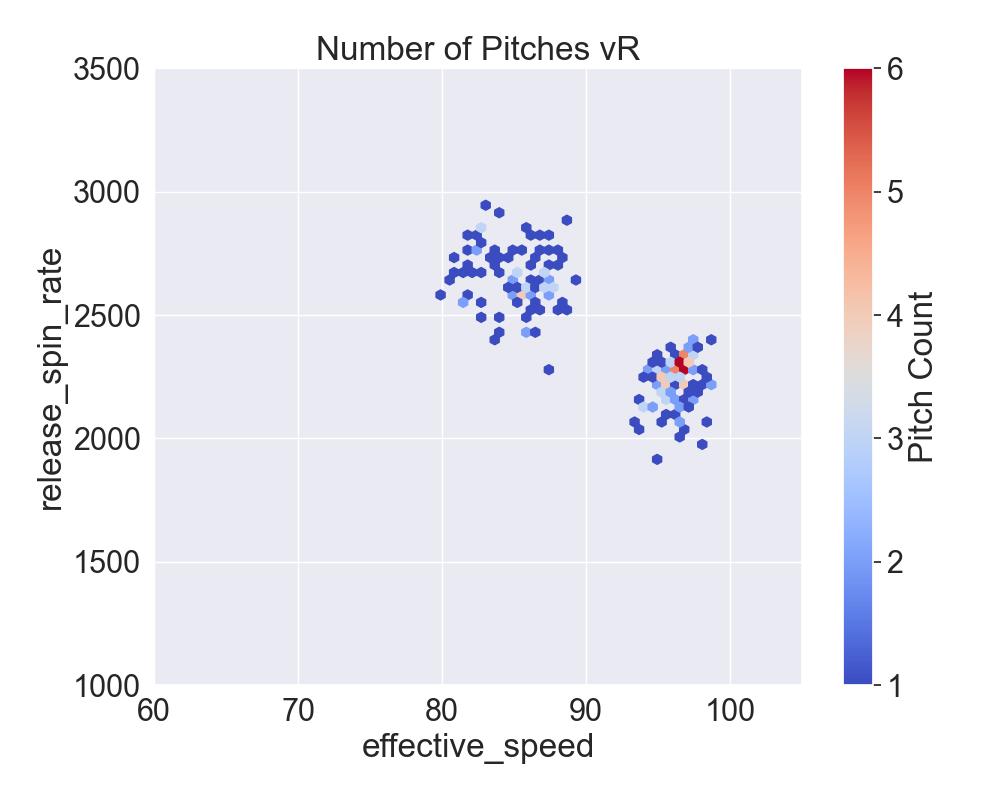 Number of Pitches vR
3500
3000
2500
2000
1500
1000
release_spin_rate
60 70 80 90 100
effective_speed
6
5
4
3
2
1
Pitch Count